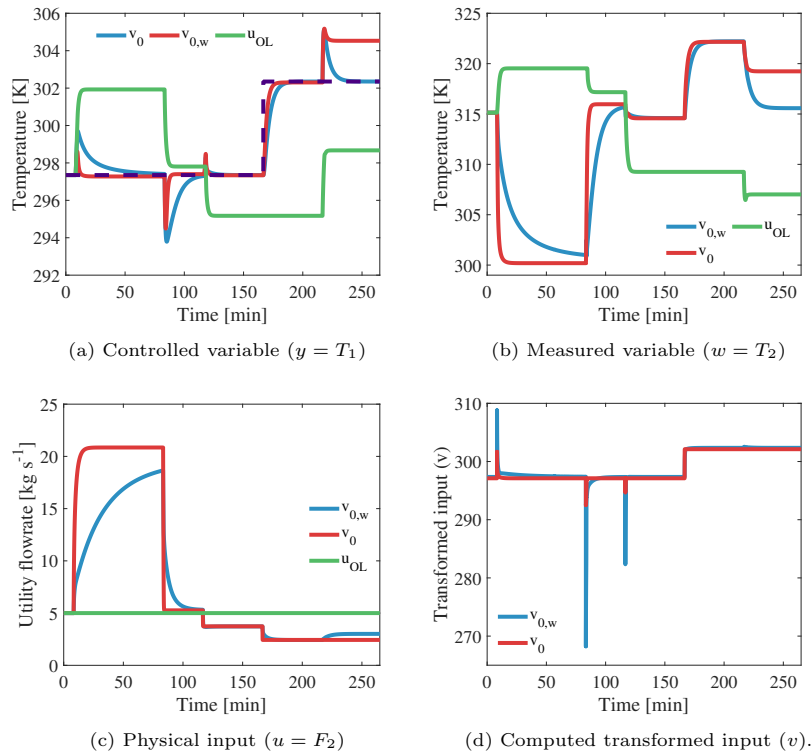 306
304
302
300
298
296
294
292
Temperature [K]
v0 v0,w uOL
0 50 100 150 200 250
Time [min]
(a) Controlled variable (y = T1)
325
320
315
310
305
300
Temperature [K]
v0,w uOL
v0
0 50 100 150 200 250
Time [min]
(b) Measured variable (w = T2)
25
20
15
10
5
0
Utility flowrate [kg s-1]
v0,w
v0
uOL
0 50 100 150 200 250
Time [min]
(c) Physical input (u = F2)
310
300
290
280
270
Transformed input (v)
v0,w
v0
0 50 100 150 200 250
Time [min]
(d) Computed transformed input (v).